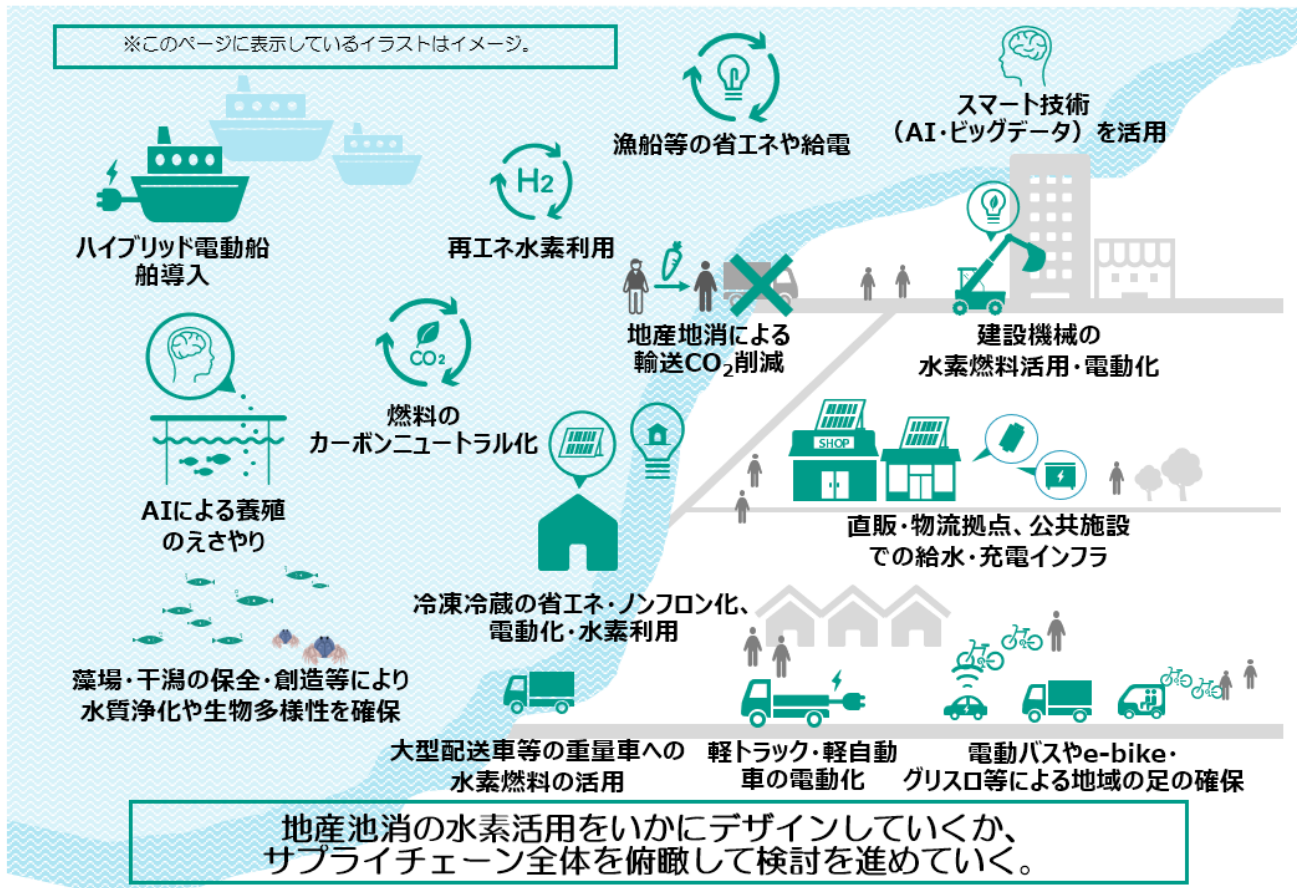 ※このページに表示しているイラストはイメージ。
スマート技術
（AI・ビッグデータ）を活用
漁船等の省エネや給電
H2
ハイブリッド電動船
舶導入
再エネ水素利用
地産地消による
輸送CO₂削減
建設機械の
水素燃料活用・電動化
CO₂
燃料の
カーボンニュートラル化
SHOP
AIによる養殖
のえさやり
直販・物流拠点、公共施設
での給水・充電インフラ
冷凍冷蔵の省エネ・ノンフロン化、
電動化・水素利用
藻場・干潟の保全・創造等により
水質浄化や生物多様性を確保
大型配送車等の重量車への
水素燃料の活用
軽トラック・軽自動
車の電動化
電動バスやe-bike・
グリスロ等による地域の足の確保
地産池消の水素活用をいかにデザインしていくか、
サプライチェーン全体を俯瞰して検討を進めていく。